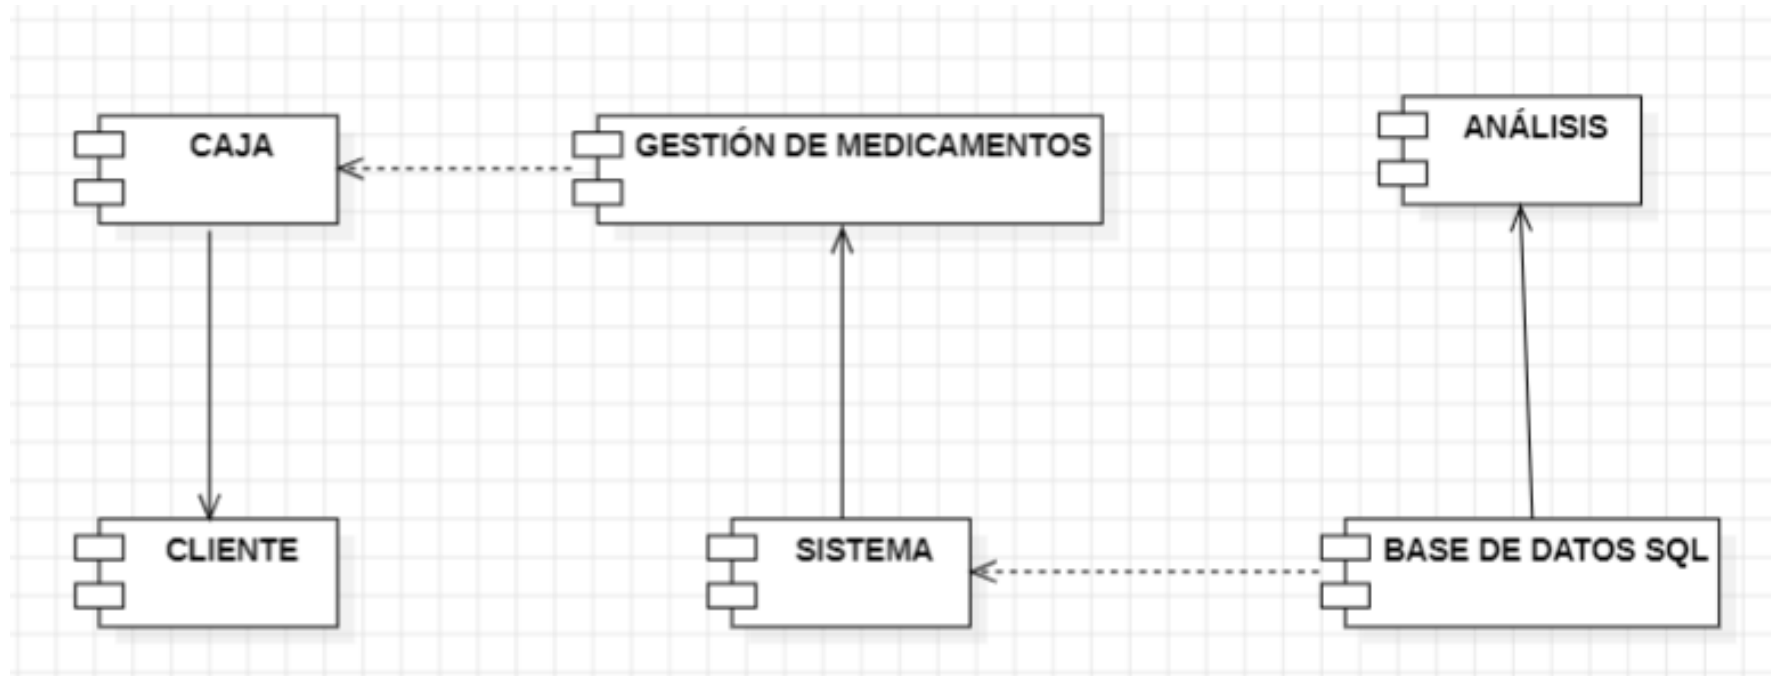 CAJA
GESTIÓN DE MEDICAMENTOS
ANÁLISIS
CLIENTE
SISTEMA
BASE DE DATOS SQL